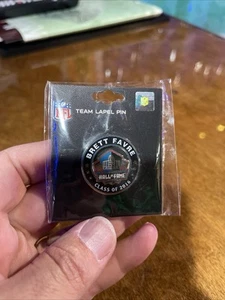 NFL
TEAM LAPEL PIN
BRETT FAVRE
HALL OF FAME
CLASS OF 2016